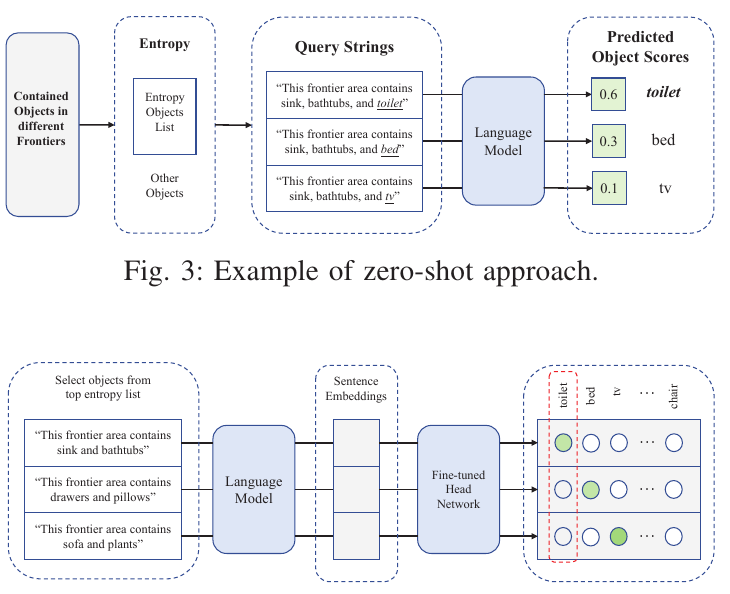 Contained
Objects in
different
Frontiers
Entropy
Entropy
Objects
List
Other
Objects
Query Strings
“This frontier area contains
sink, bathtubs, and toilet”
“This frontier area contains
sink, bathtubs, and bed”
“This frontier area contains
sink, bathtubs, and tv”
Language
Model
Predicted
Object Scores
0.6 toilet
0.3 bed
0.1 tv
Fig. 3: Example of zero-shot approach.
Select objects from
top entropy list
“This frontier area contains
sink and bathtubs”
“This frontier area contains
drawers and pillows”
“This frontier area contains
sofa and plants”
Language
Model
Sentence
Embeddings
Fine-tuned
Head
Network
toilet
bed
tv
···
chair
···
···
···